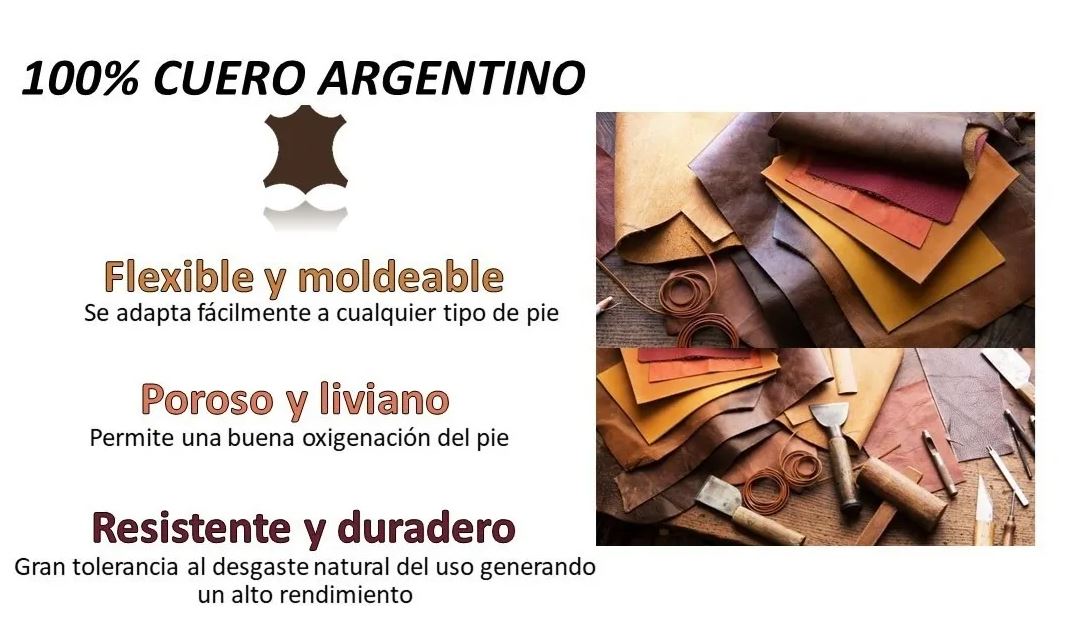 100% CUERO ARGENTINO
Flexible y moldeable
Se adapta fácilmente a cualquier tipo de pie
Poroso y liviano
Permite una buena oxigenación del pie
Resistente y duradero
Gran tolerancia al desgaste natural del uso generando
un alto rendimiento